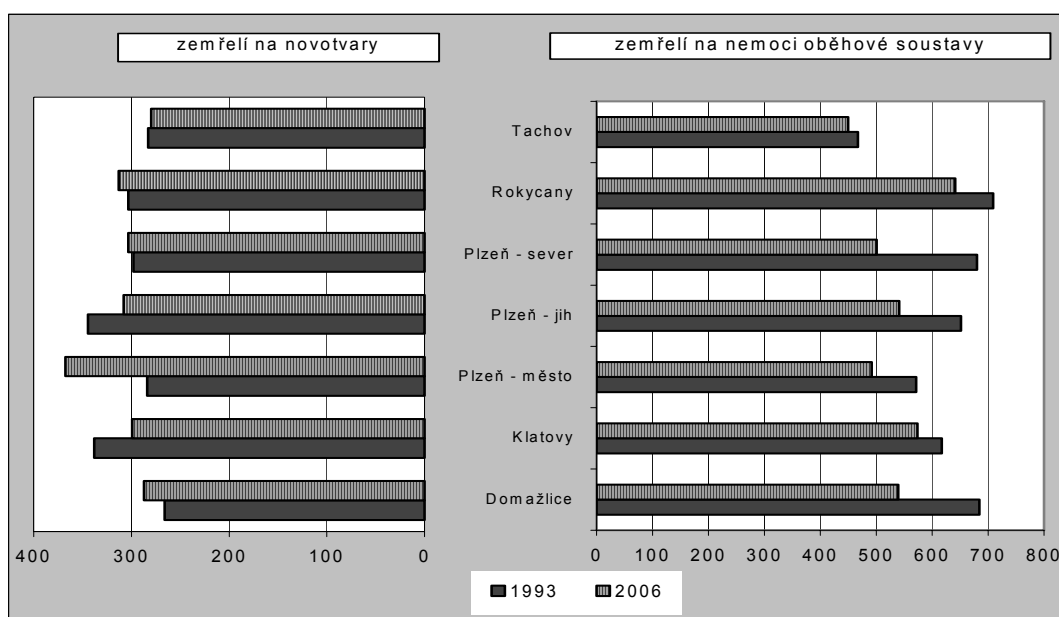 zemřelí na novotvary
zemřelí na nemoci oběhové soustavy
Tachov
Rokycany
Plzeň - sever
Plzeň - jih
Plzeň - město
Klatovy
Domažlice
400 300 200 100 0
0 100 200 300 400 500 600 700 800
1993 2006